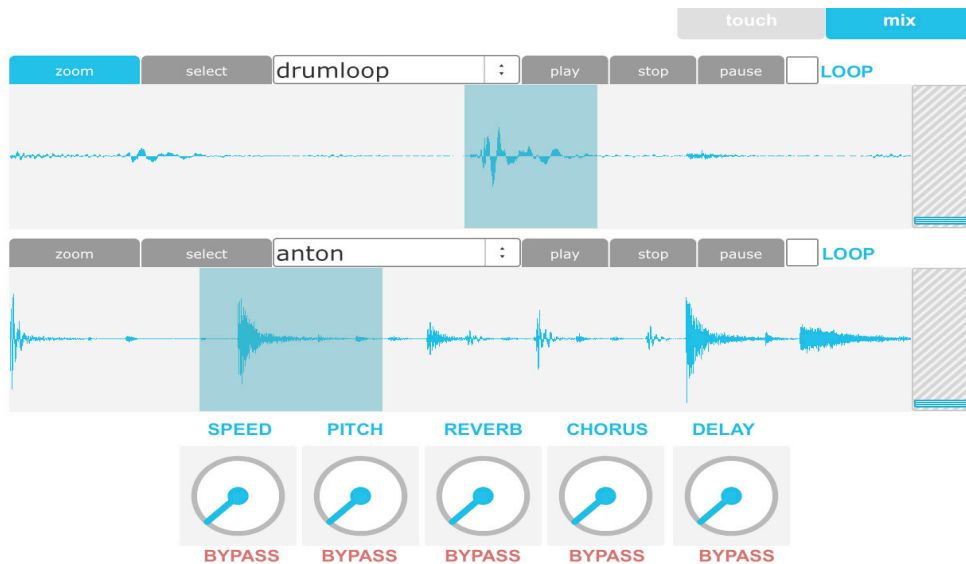 touch mix
zoom select drumloop play stop pause LOOP
zoom select anton play stop pause LOOP
SPEED PITCH REVERB CHORUS DELAY
BYPASS BYPASS BYPASS BYPASS BYPASS